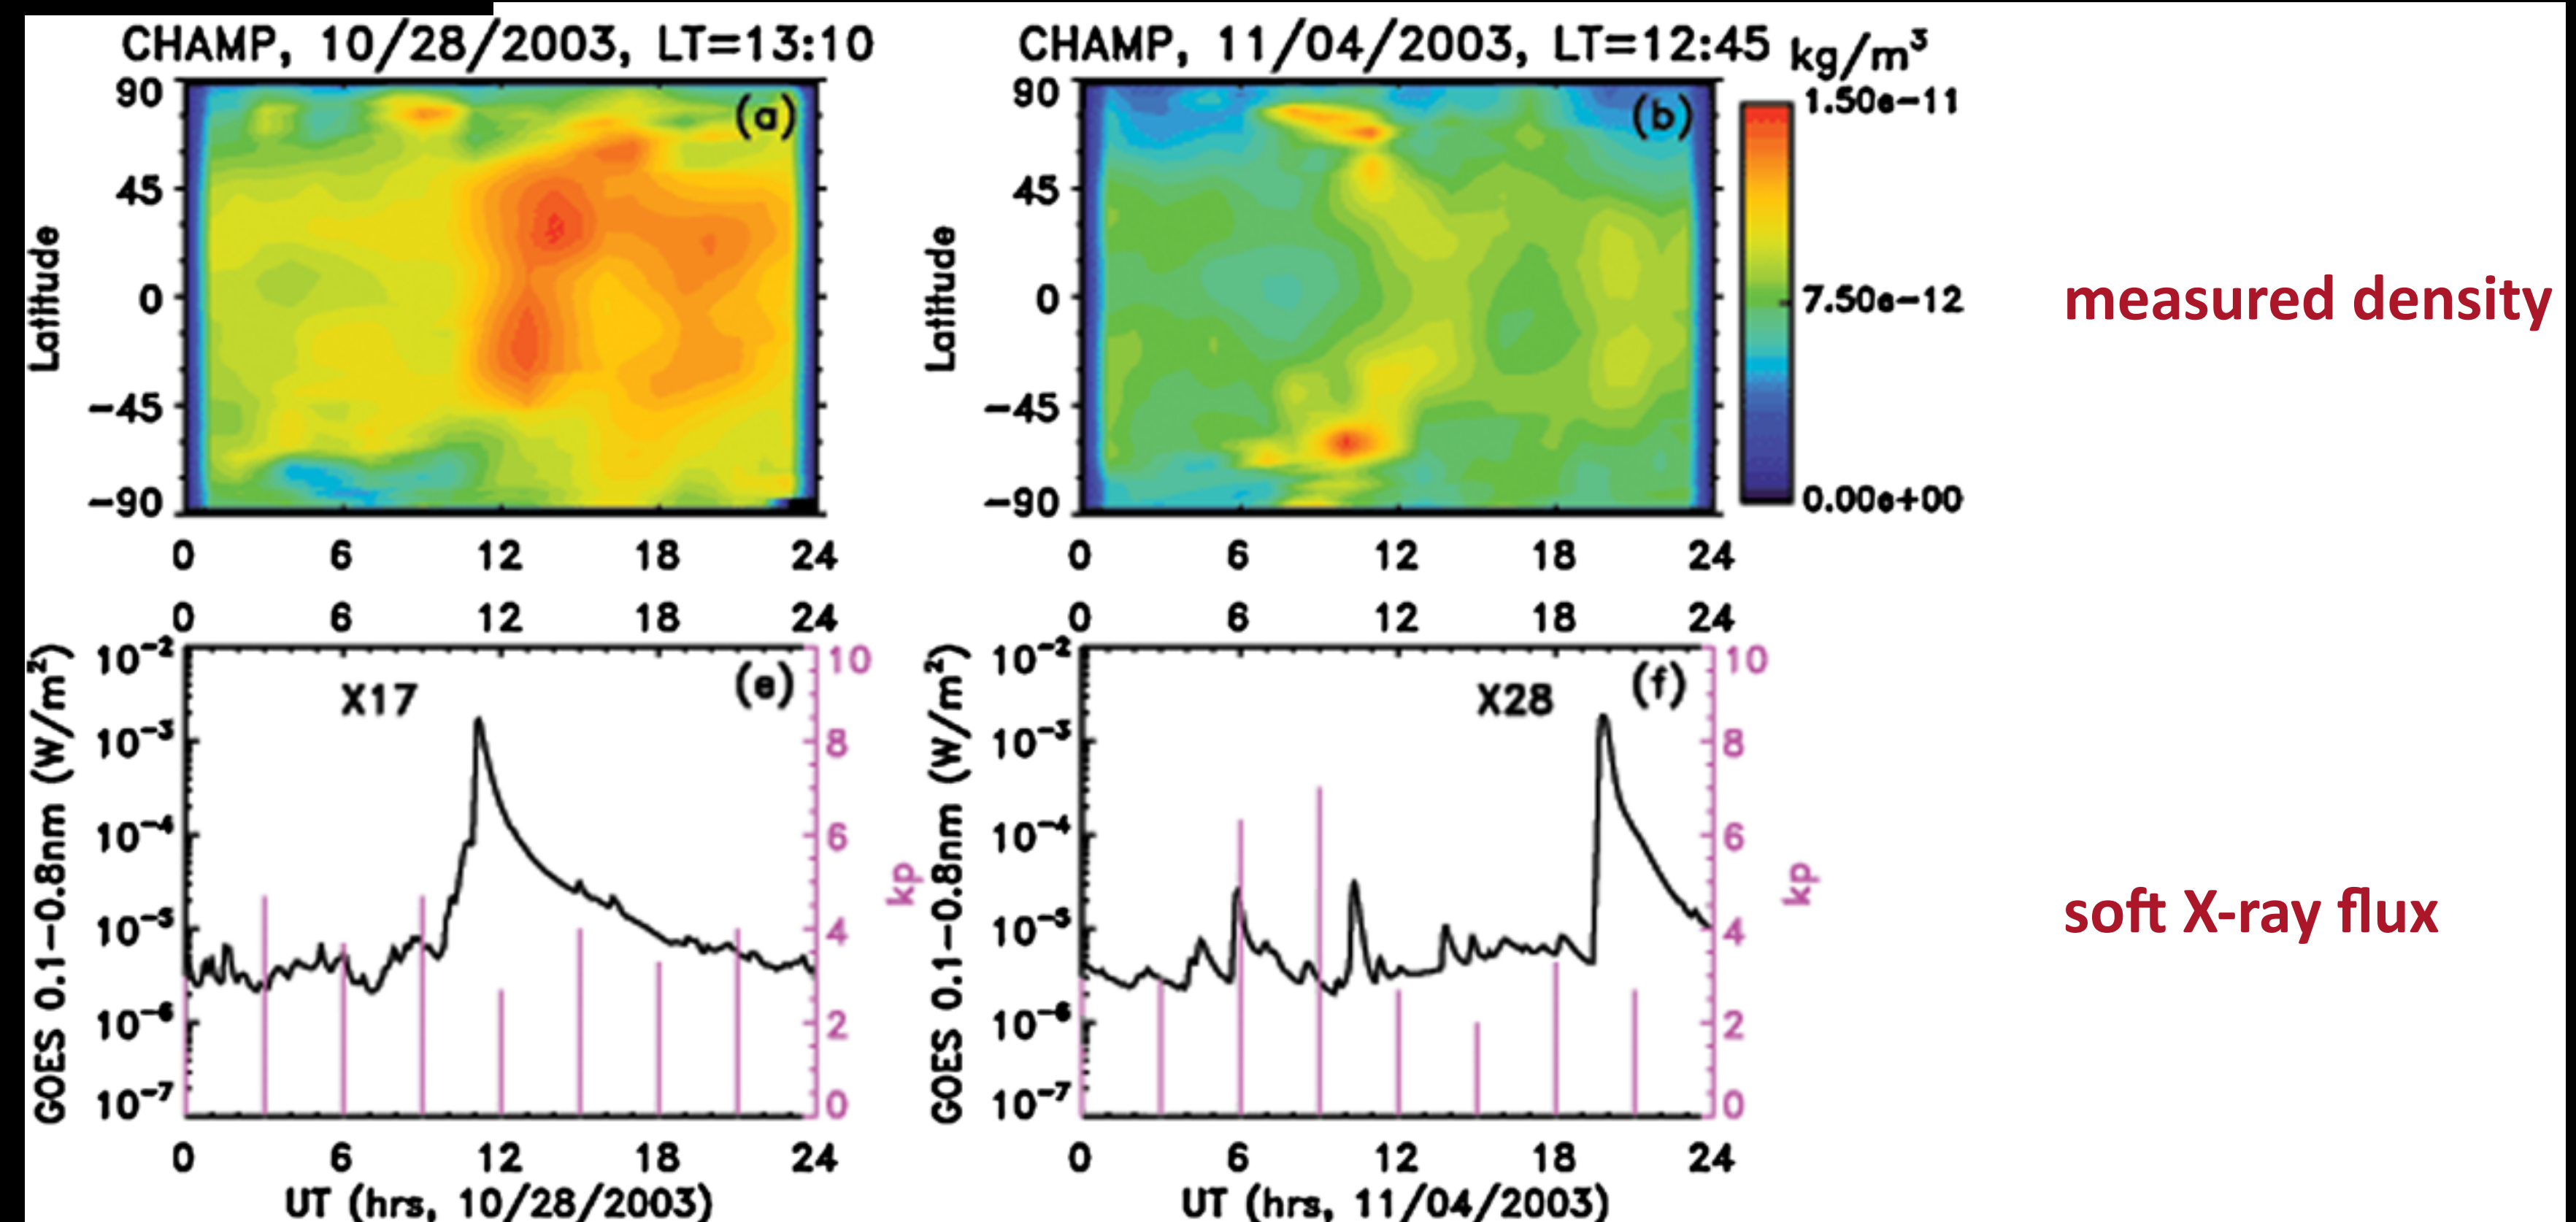 CHAMP, 10/28/2003, LT=13:10
CHAMP, 11/04/2003, LT=12:45
kg/m³
90
45
0
−45
−90
Latitude
(a)
0 6 12 18 24
90
45
0
−45
−90
Latitude
(b)
0 6 12 18 24
1.50e−11
7.50e−12
0.00e+00
measured density
0 6 12 18 24
10⁻²
10⁻³
10⁻⁴
10⁻⁵
10⁻⁶
10⁻⁷
GOES 0.1−0.8nm (W/m²)
X17
(e)
10
8
6
4
2
0
kp
0 6 12 18 24
UT (hrs, 10/28/2003)
0 6 12 18 24
10⁻²
10⁻³
10⁻⁴
10⁻⁵
10⁻⁶
10⁻⁷
GOES 0.1−0.8nm (W/m²)
X28
(f)
10
8
6
4
2
0
kp
0 6 12 18 24
UT (hrs, 11/04/2003)
soft X-ray flux